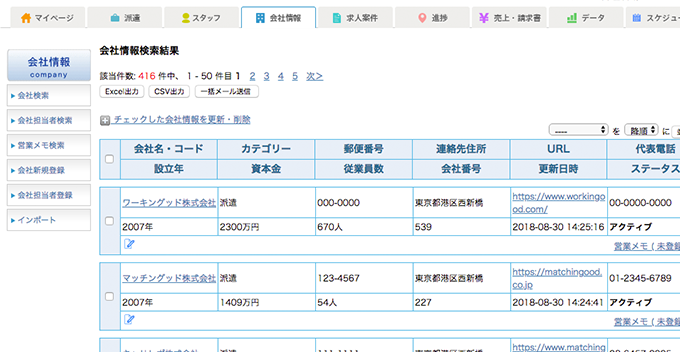 マイページ 派遣 スタッフ 会社情報 求人案件 進捗 売上・請求書 データ スケジュ
会社情報
company
会社検索
会社担当者検索
営業メモ検索
会社新規登録
会社担当者登録
インポート
会社情報検索結果
該当件数: 416 件中、 1 - 50 件目 1 2 3 4 5 次＞
Excel出力 CSV出力 一括メール送信
チェックした会社情報を更新・削除
---- を 降順 に
会社名・コード カテゴリー 郵便番号 連絡先住所 URL 代表電話
設立年 資本金 従業員数 会社番号 更新日時 ステータス
ワーキングッド株式会社 派遣 000-0000 東京都港区西新橋 https://www.workingo
od.com/ 00-0000-0000
2007年 2300万円 670人 539 2018-08-30 14:25:16 アクティブ
営業メモ ( 未登録
マッチングッド株式会社 派遣 123-4567 東京都港区西新橋 https://matchingood.
co.jp 01-2345-6789
2007年 1409万円 54人 227 2018-08-30 14:24:41 アクティブ
営業メモ ( 未登録
派遣 東京都港区西新橋 https://www.matching